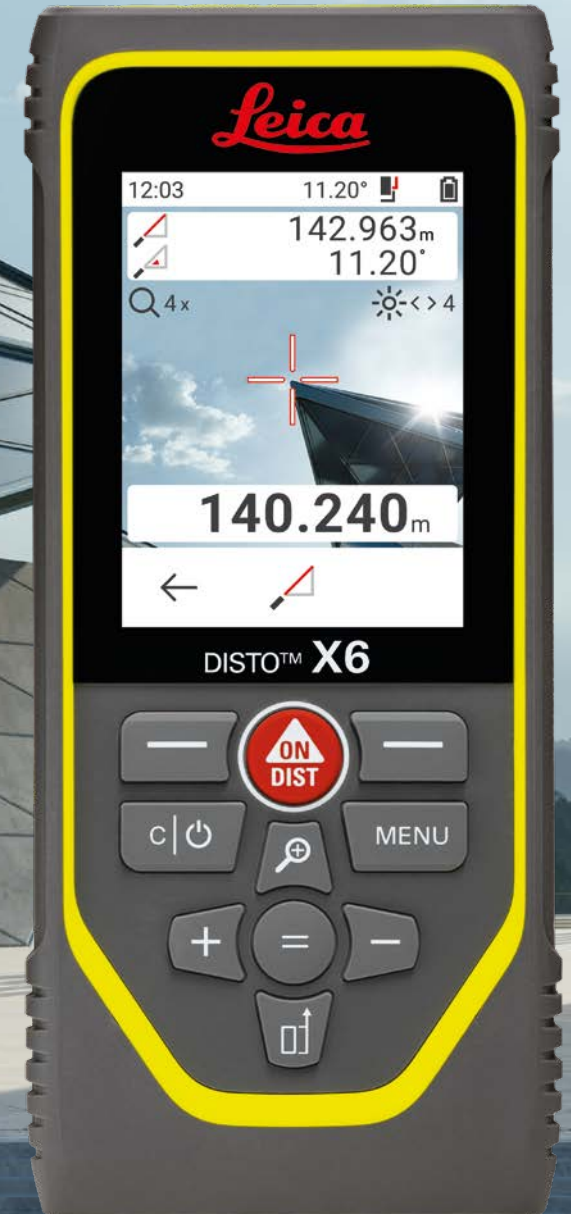 Leica
12:03 11.20°
142.963m
11.20°
4x < > 4
140.240m
DISTO™ X6
ON
DIST
C MENU
+ = −